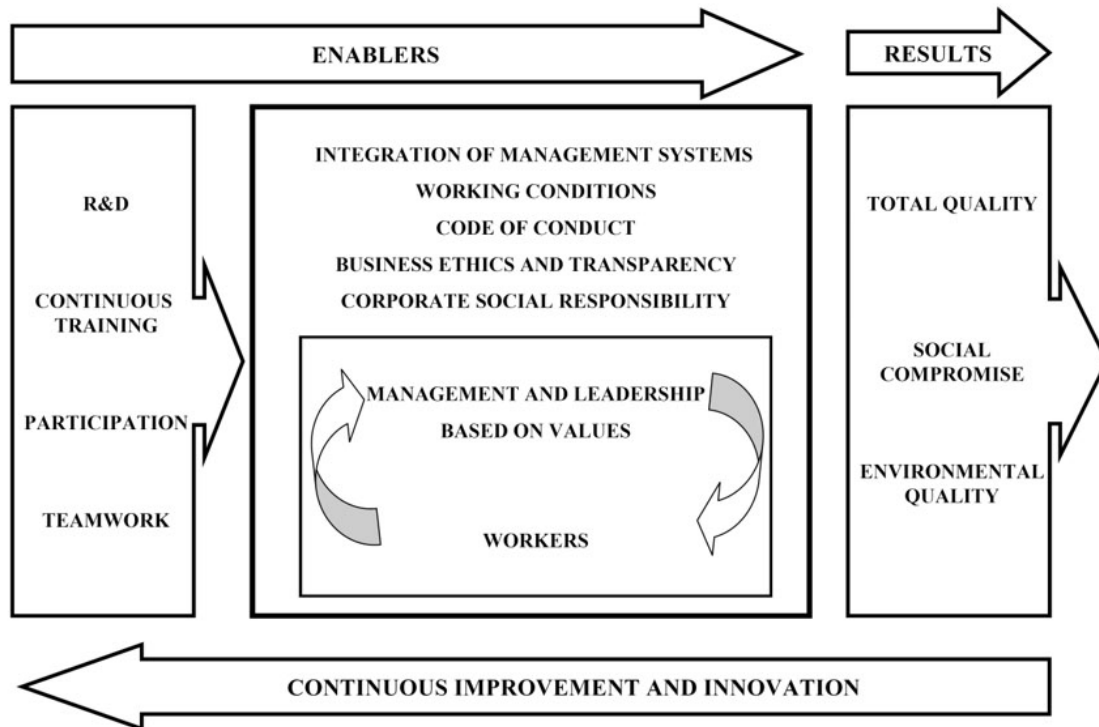 ENABLERS
RESULTS
R&D
CONTINUOUS
TRAINING
PARTICIPATION
TEAMWORK
INTEGRATION OF MANAGEMENT SYSTEMS
WORKING CONDITIONS
CODE OF CONDUCT
BUSINESS ETHICS AND TRANSPARENCY
CORPORATE SOCIAL RESPONSIBILITY
MANAGEMENT AND LEADERSHIP
BASED ON VALUES
WORKERS
TOTAL QUALITY
SOCIAL
COMPROMISE
ENVIRONMENTAL
QUALITY
CONTINUOUS IMPROVEMENT AND INNOVATION